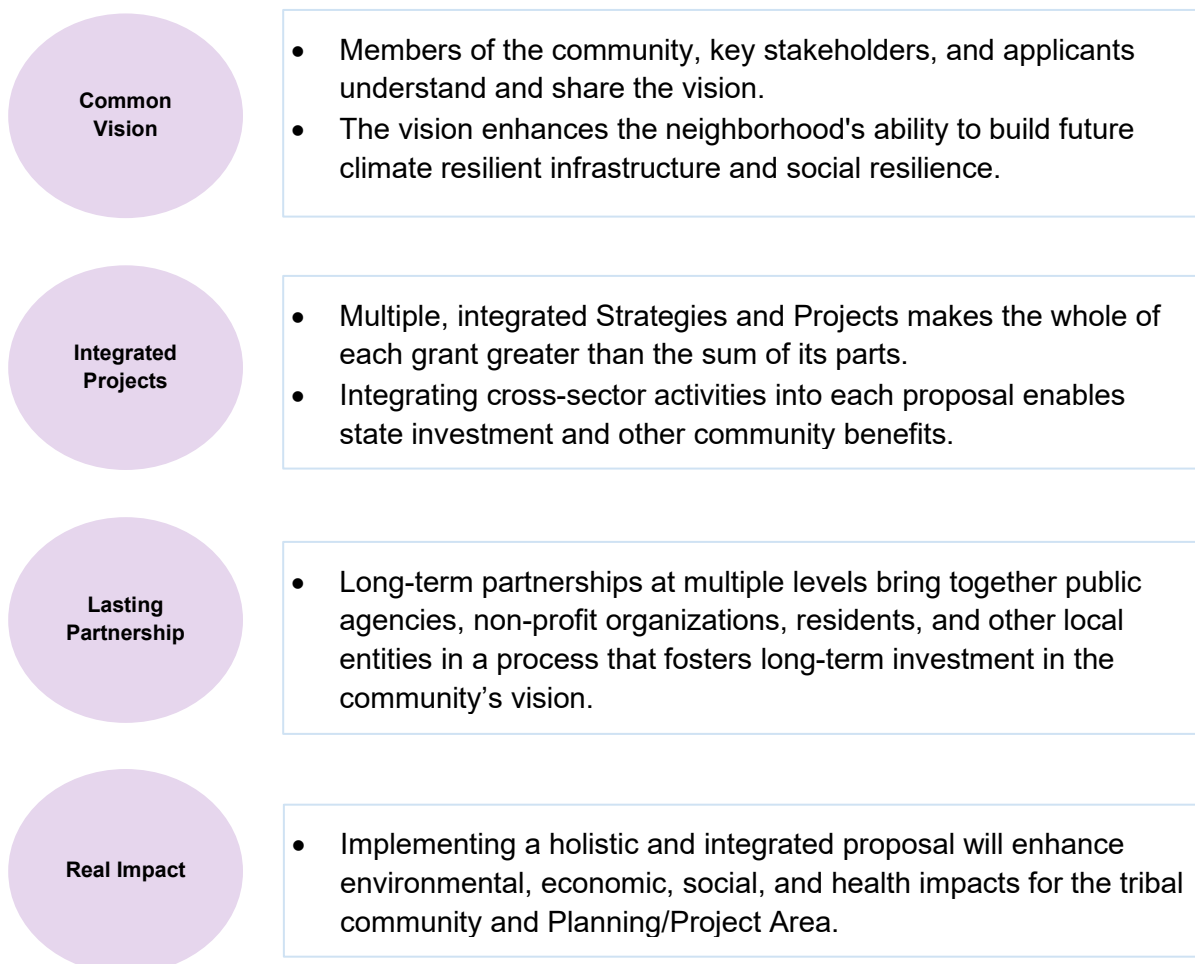 Common
Vision
• Members of the community, key stakeholders, and applicants
understand and share the vision.
• The vision enhances the neighborhood's ability to build future
climate resilient infrastructure and social resilience.
Integrated
Projects
• Multiple, integrated Strategies and Projects makes the whole of
each grant greater than the sum of its parts.
• Integrating cross-sector activities into each proposal enables
state investment and other community benefits.
Lasting
Partnership
• Long-term partnerships at multiple levels bring together public
agencies, non-profit organizations, residents, and other local
entities in a process that fosters long-term investment in the
community’s vision.
Real Impact
• Implementing a holistic and integrated proposal will enhance
environmental, economic, social, and health impacts for the tribal
community and Planning/Project Area.